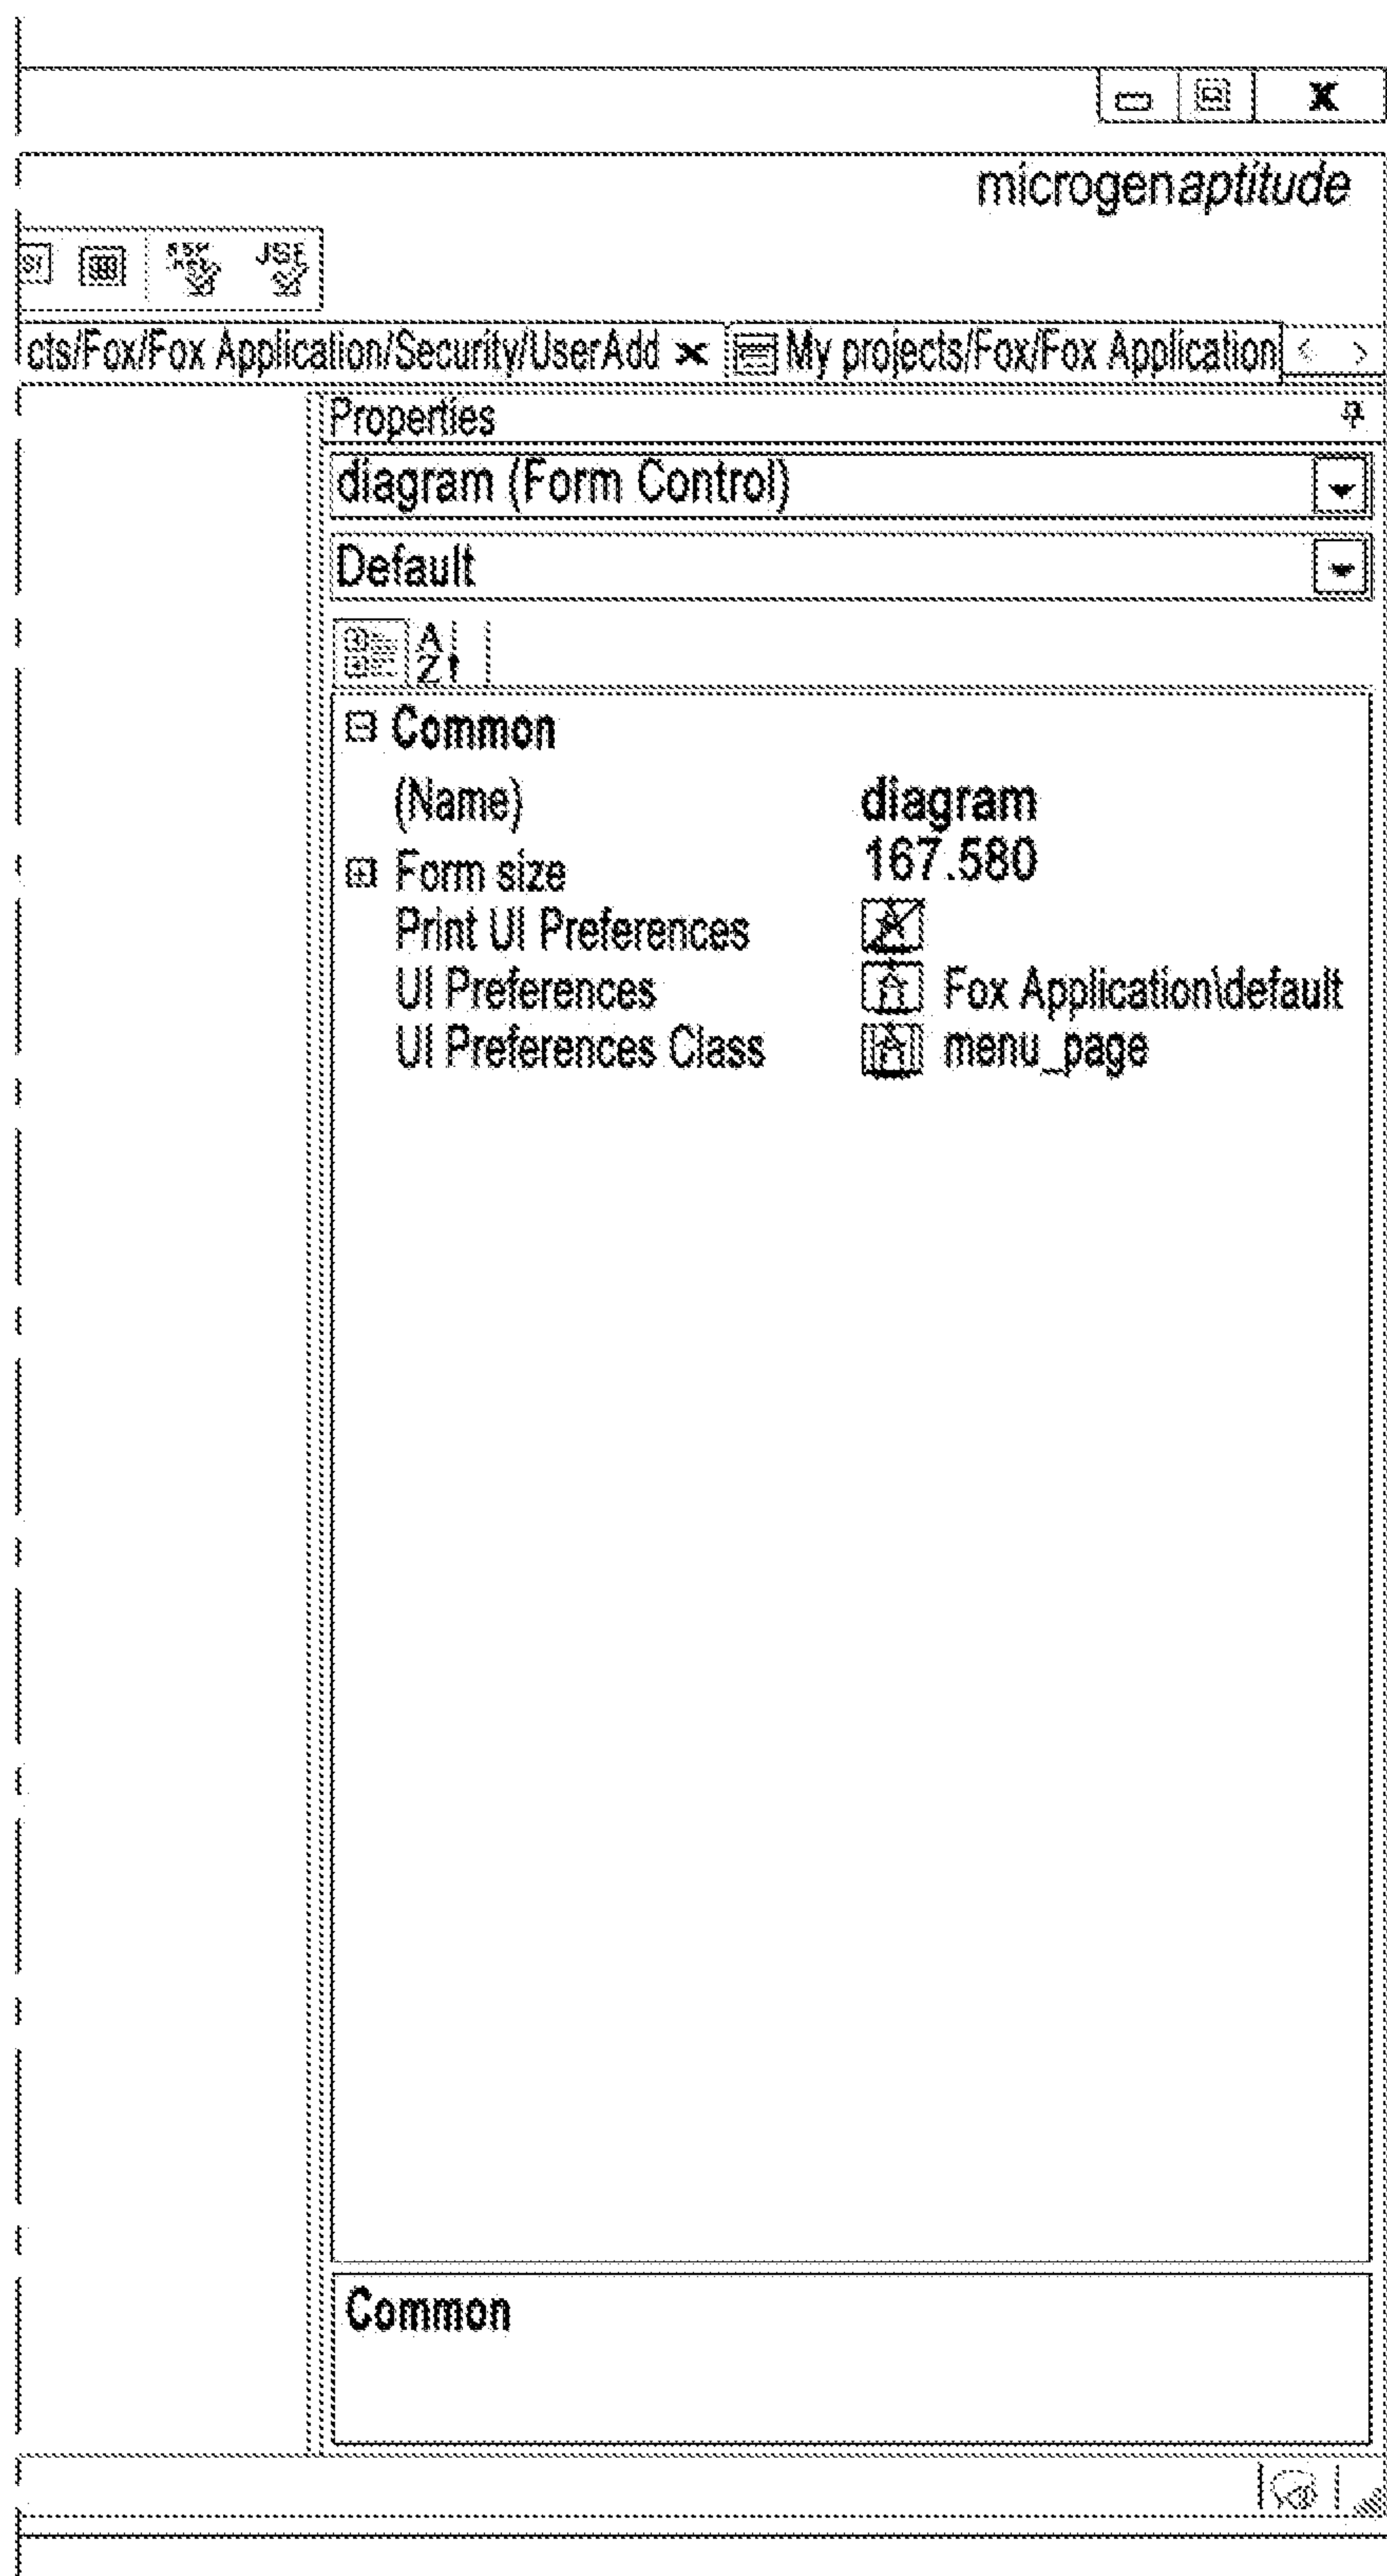 microgenaptitude
JSF
cts/Fox/Fox Application/Security/UserAdd × My projects/Fox/Fox Application < >
Properties
diagram (Form Control)
Default
A
Z
Common
(Name) diagram
Form size 167.580
Print UI Preferences
UI Preferences Fox Application\default
UI Preferences Class menu_page
Common